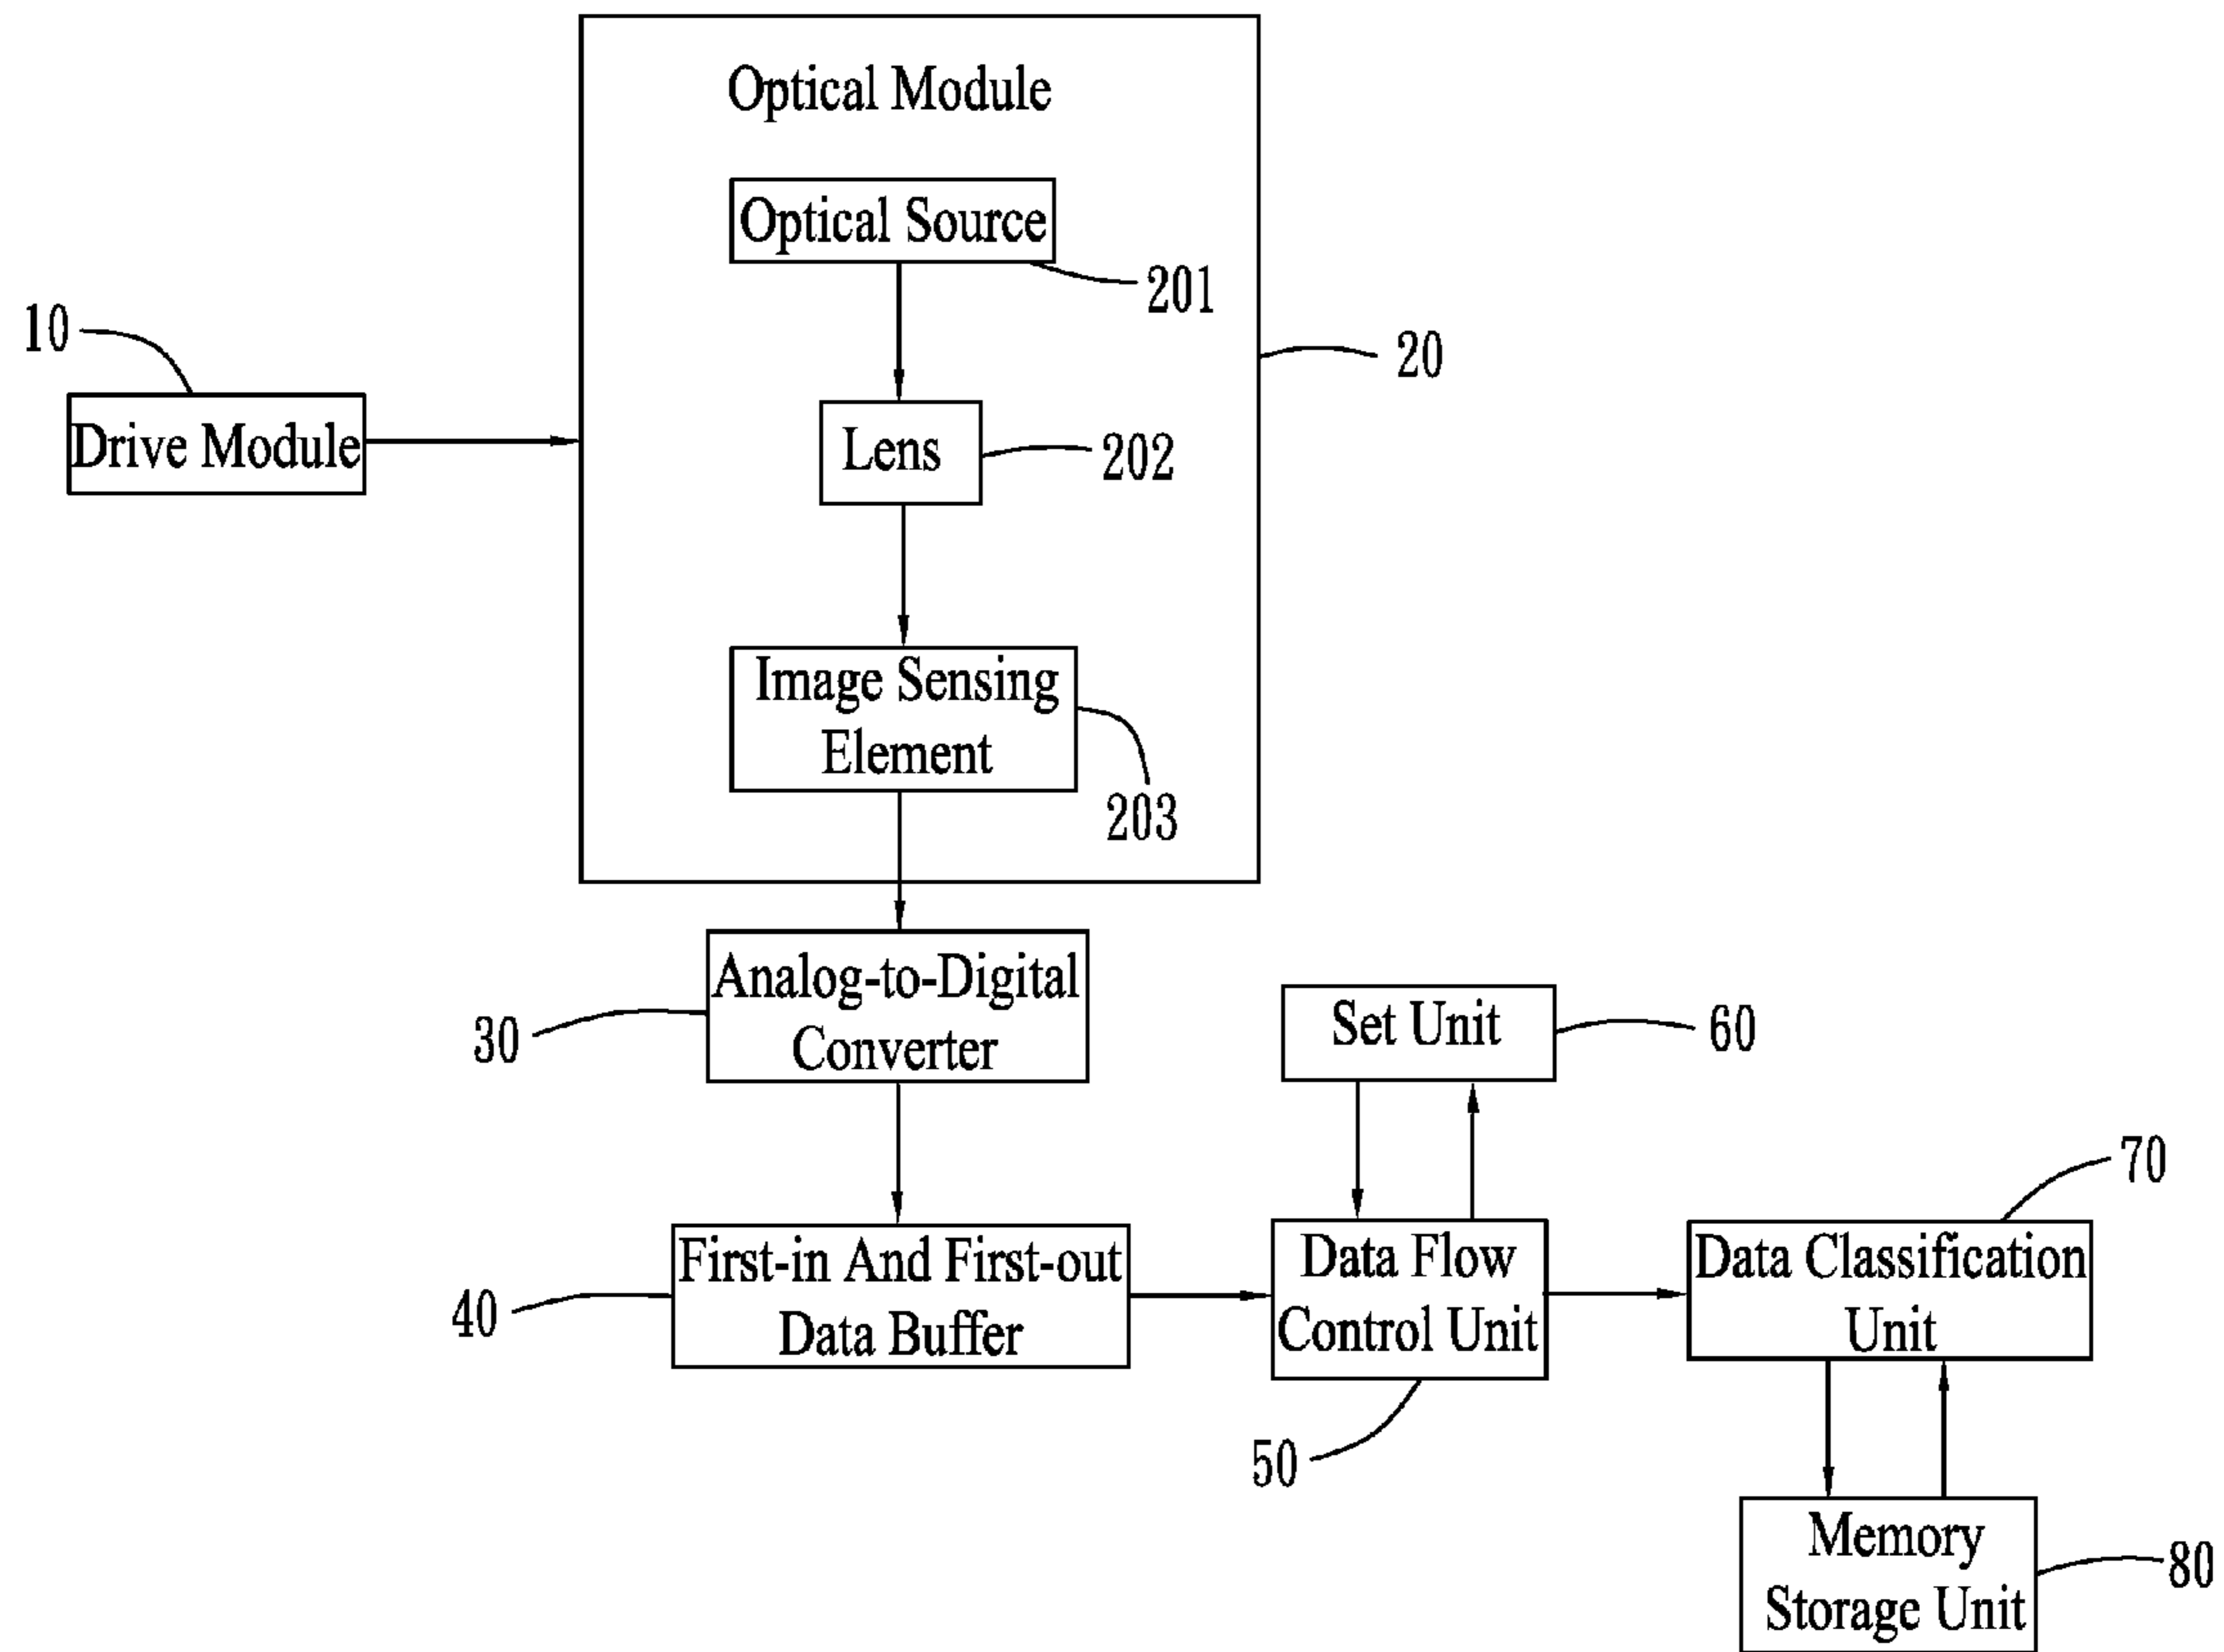 Optical Module
Optical Source
201
10
20
Drive Module
Lens
202
Image Sensing
Element
203
Analog-to-Digital
Converter
30
Set Unit
60
70
First-in And First-out
Data Buffer
40
Data Flow
Control Unit
50
Data Classification
Unit
Memory
Storage Unit
80